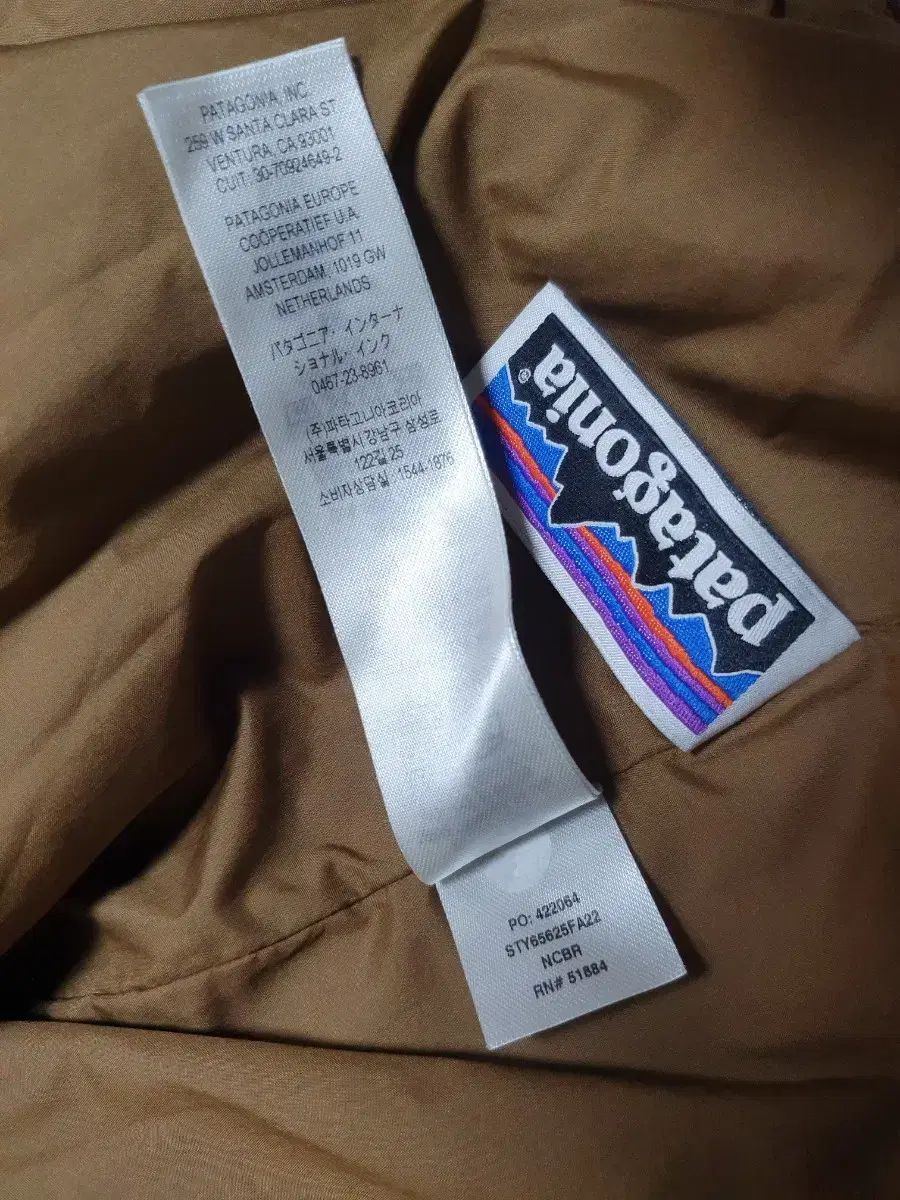 PATAGONIA, INC.
259 W SANTA CLARA ST
VENTURA, CA 93001
CUIT: 30-70924649-2
PATAGONIA EUROPE
COÖPERATIEF U.A.
JOLLEMANHOF 11
AMSTERDAM, 1019 GW
NETHERLANDS
パタゴニア・インターナ
ショナル・インク
0467-23-8961
(주)파타고니아코리아
서울특별시 강남구 삼성로
122길 25
소비자상담실 1544-1876
patagonia®
PO: 422064
STY65625FA22
NCBR
RN# 51884